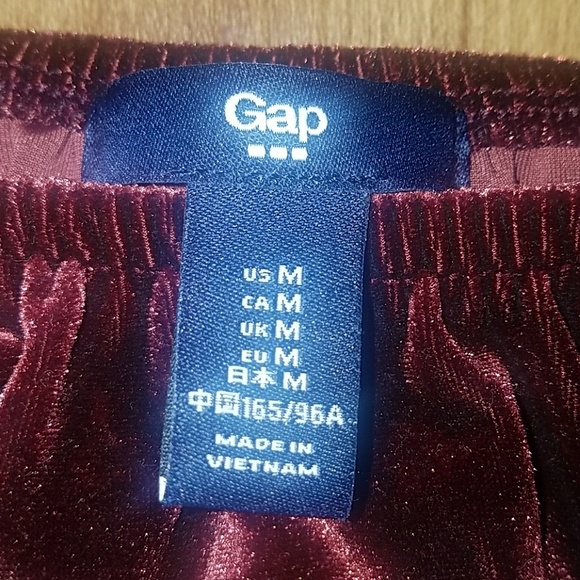 Gap
US M
CA M
UK M
EU M
日本 M
中国165/96A
MADE IN
VIETNAM